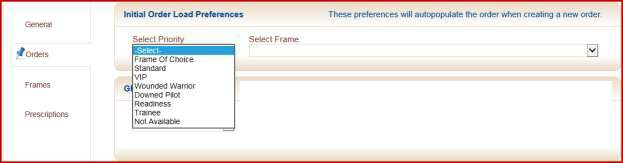 General
Orders
Frames
Prescriptions
Initial Order Load Preferences
These preferences will autopopulate the order when creating a new order.
Select Priority
Select Frame:
-Select-
Frame Of Choice
Standard
VIP
Wounded Warrior
Downed Pilot
Readiness
Trainee
Not Available